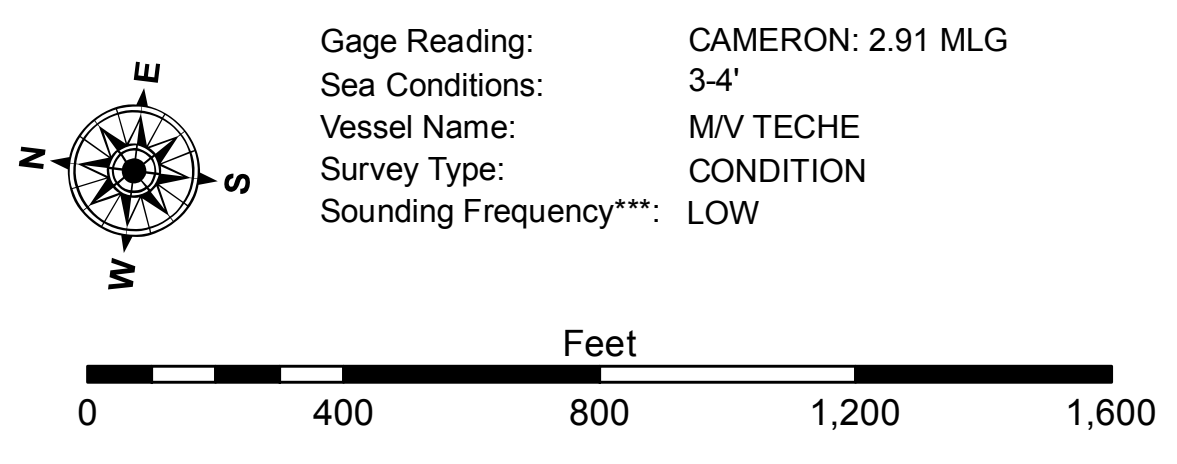 E
N
S
W
Gage Reading: CAMERON: 2.91 MLG
Sea Conditions: 3-4'
Vessel Name: M/V TECHE
Survey Type: CONDITION
Sounding Frequency***: LOW
Feet
0 400 800 1,200 1,600